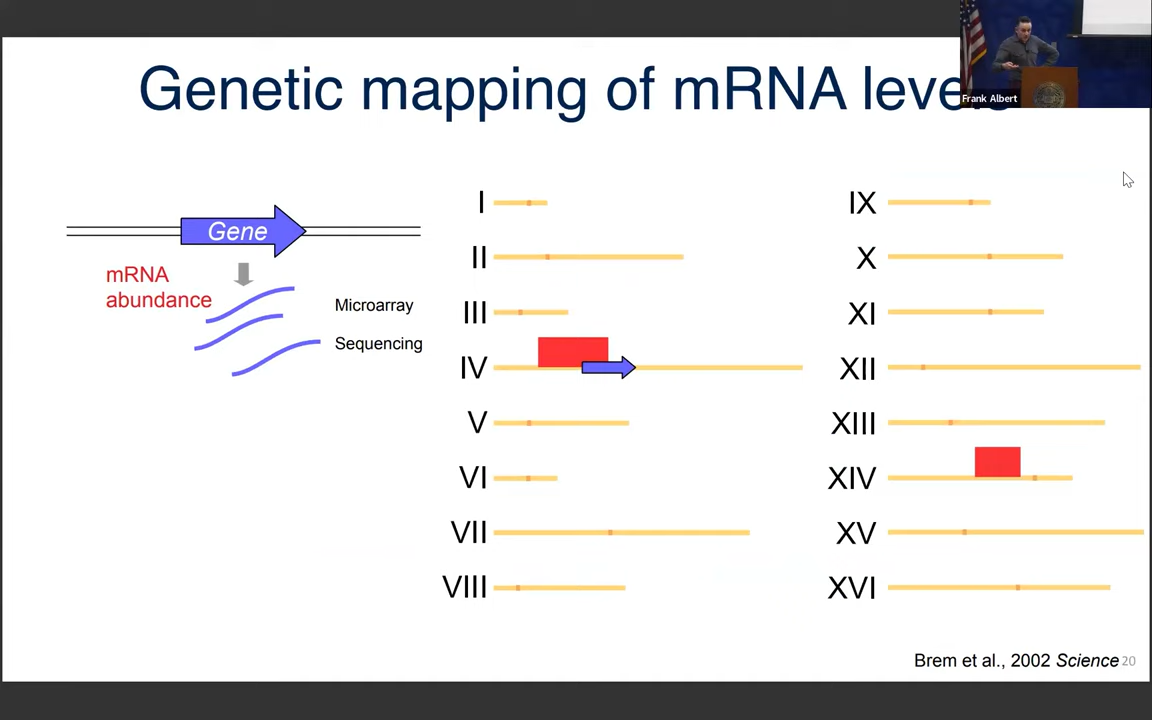 Genetic mapping of mRNA levels
Frank Albert
Gene
mRNA
abundance
Microarray
Sequencing
I
II
III
IV
V
VI
VII
VIII
IX
X
XI
XII
XIII
XIV
XV
XVI
Brem et al., 2002 Science
20